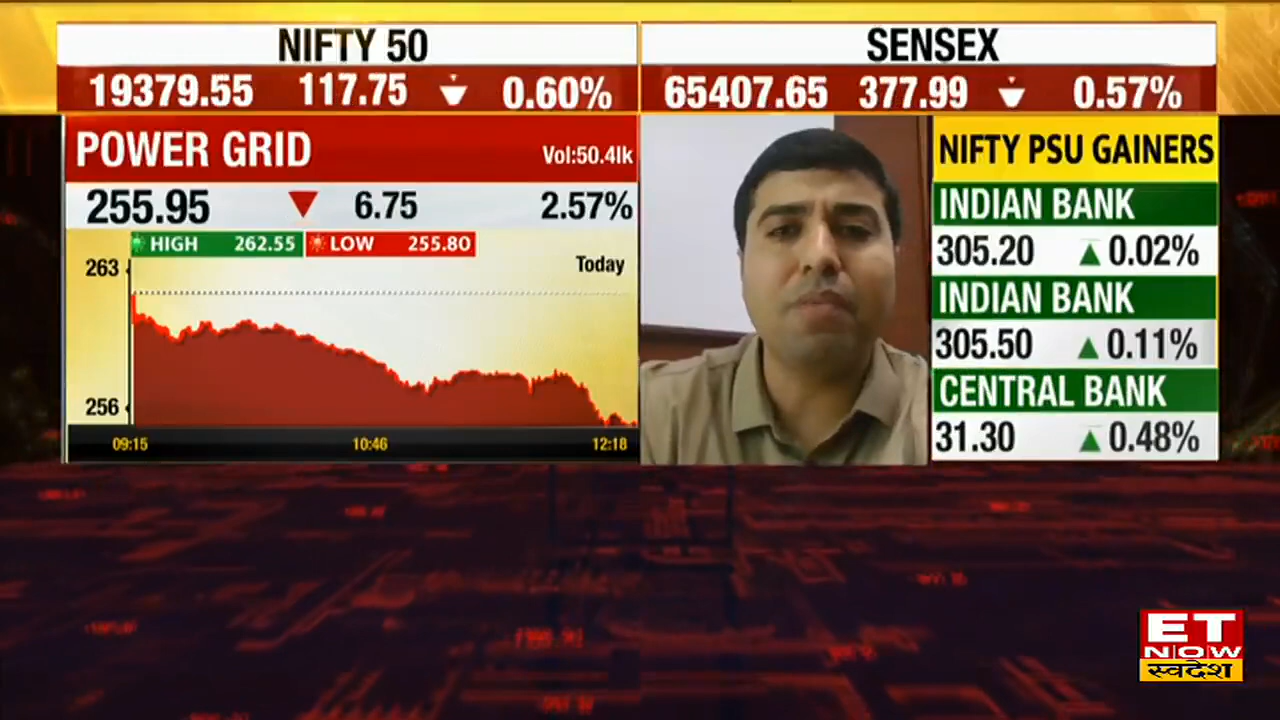 NIFTY 50
19379.55 117.75 0.60%
SENSEX
65407.65 377.99 0.57%
POWER GRID Vol:50.4lk
255.95 6.75 2.57%
HIGH 262.55 LOW 255.80
Today
263
256
09:15 10:46 12:18
NIFTY PSU GAINERS
INDIAN BANK
305.20 0.02%
INDIAN BANK
305.50 0.11%
CENTRAL BANK
31.30 0.48%
ET
NOW
स्वदेश